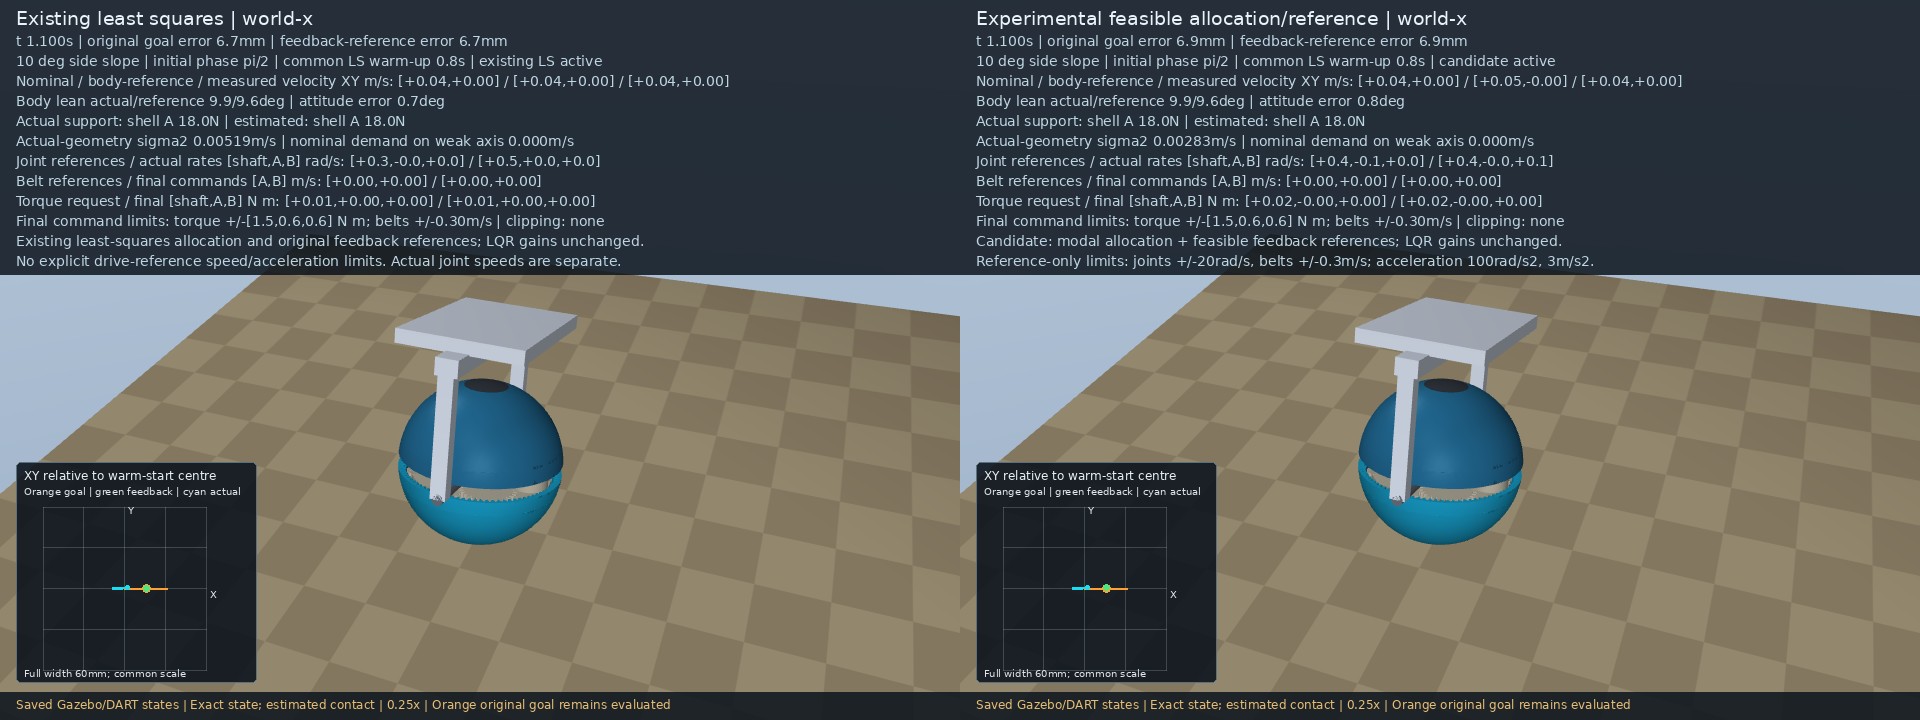 Existing least squares | world-x
t 1.100s | original goal error 6.7mm | feedback-reference error 6.7mm
10 deg side slope | initial phase pi/2 | common LS warm-up 0.8s | existing LS active
Nominal / body-reference / measured velocity XY m/s: [+0.04,+0.00] / [+0.04,+0.00] / [+0.04,+0.00]
Body lean actual/reference 9.9/9.6deg | attitude error 0.7deg
Actual support: shell A 18.0N | estimated: shell A 18.0N
Actual-geometry sigma2 0.00519m/s | nominal demand on weak axis 0.000m/s
Joint references / actual rates [shaft,A,B] rad/s: [+0.3,-0.0,+0.0] / [+0.5,+0.0,+0.0]
Belt references / final commands [A,B] m/s: [+0.00,+0.00] / [+0.00,+0.00]
Torque request / final [shaft,A,B] N m: [+0.01,+0.00,+0.00] / [+0.01,+0.00,+0.00]
Final command limits: torque +/-[1.5,0.6,0.6] N m; belts +/-0.30m/s | clipping: none
Existing least-squares allocation and original feedback references; LQR gains unchanged.
No explicit drive-reference speed/acceleration limits. Actual joint speeds are separate.
XY relative to warm-start centre
Orange goal | green feedback | cyan actual
Y
X
Full width 60mm; common scale
Saved Gazebo/DART states | Exact state; estimated contact | 0.25x | Orange original goal remains evaluated
Experimental feasible allocation/reference | world-x
t 1.100s | original goal error 6.9mm | feedback-reference error 6.9mm
10 deg side slope | initial phase pi/2 | common LS warm-up 0.8s | candidate active
Nominal / body-reference / measured velocity XY m/s: [+0.04,+0.00] / [+0.05,-0.00] / [+0.04,+0.00]
Body lean actual/reference 9.9/9.6deg | attitude error 0.8deg
Actual support: shell A 18.0N | estimated: shell A 18.0N
Actual-geometry sigma2 0.00283m/s | nominal demand on weak axis 0.000m/s
Joint references / actual rates [shaft,A,B] rad/s: [+0.4,-0.1,+0.0] / [+0.4,-0.0,+0.1]
Belt references / final commands [A,B] m/s: [+0.00,+0.00] / [+0.00,+0.00]
Torque request / final [shaft,A,B] N m: [+0.02,-0.00,+0.00] / [+0.02,-0.00,+0.00]
Final command limits: torque +/-[1.5,0.6,0.6] N m; belts +/-0.30m/s | clipping: none
Candidate: modal allocation + feasible feedback references; LQR gains unchanged.
Reference-only limits: joints +/-20rad/s, belts +/-0.3m/s; acceleration 100rad/s2, 3m/s2.
XY relative to warm-start centre
Orange goal | green feedback | cyan actual
Y
X
Full width 60mm; common scale
Saved Gazebo/DART states | Exact state; estimated contact | 0.25x | Orange original goal remains evaluated